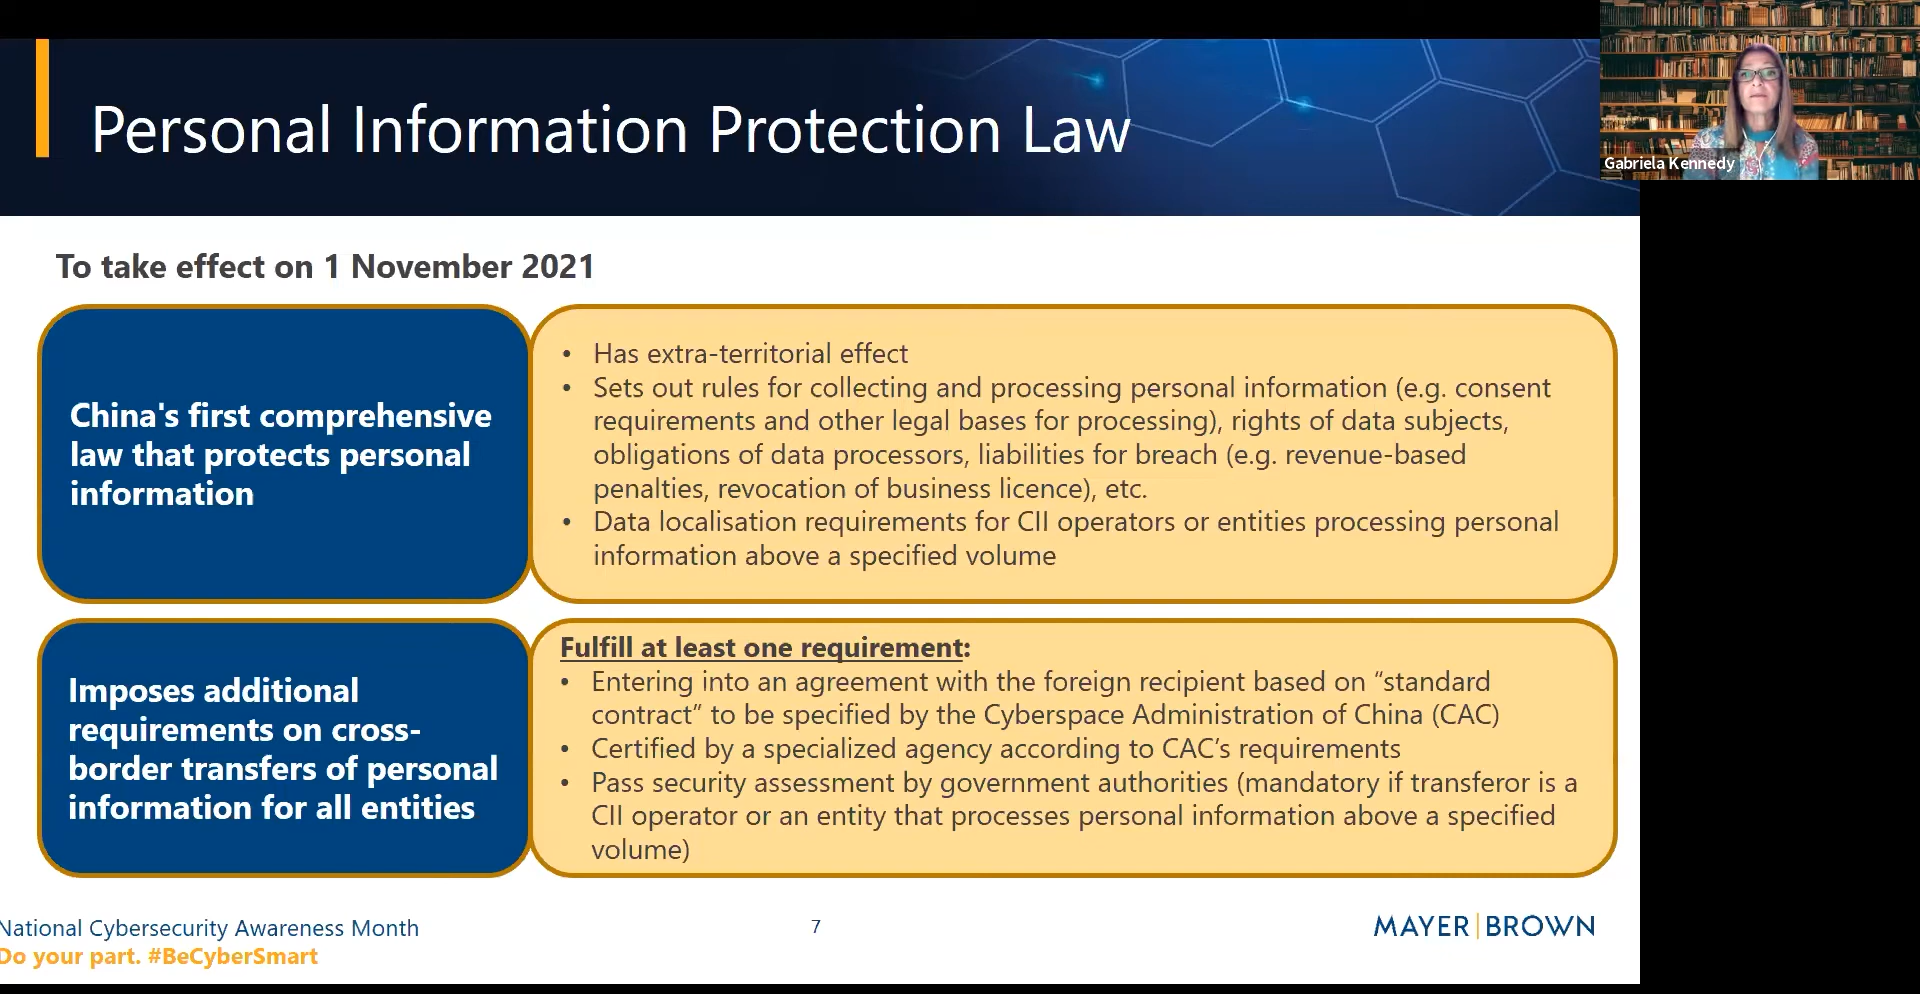 Personal Information Protection Law
Gabriela Kennedy
To take effect on 1 November 2021
China's first comprehensive
law that protects personal
information
• Has extra-territorial effect
• Sets out rules for collecting and processing personal information (e.g. consent
requirements and other legal bases for processing), rights of data subjects,
obligations of data processors, liabilities for breach (e.g. revenue-based
penalties, revocation of business licence), etc.
• Data localisation requirements for CII operators or entities processing personal
information above a specified volume
Imposes additional
requirements on cross-
border transfers of personal
information for all entities
Fulfill at least one requirement:
• Entering into an agreement with the foreign recipient based on “standard
contract” to be specified by the Cyberspace Administration of China (CAC)
• Certified by a specialized agency according to CAC’s requirements
• Pass security assessment by government authorities (mandatory if transferor is a
CII operator or an entity that processes personal information above a specified
volume)
National Cybersecurity Awareness Month
Do your part. #BeCyberSmart
7
MAYER | BROWN